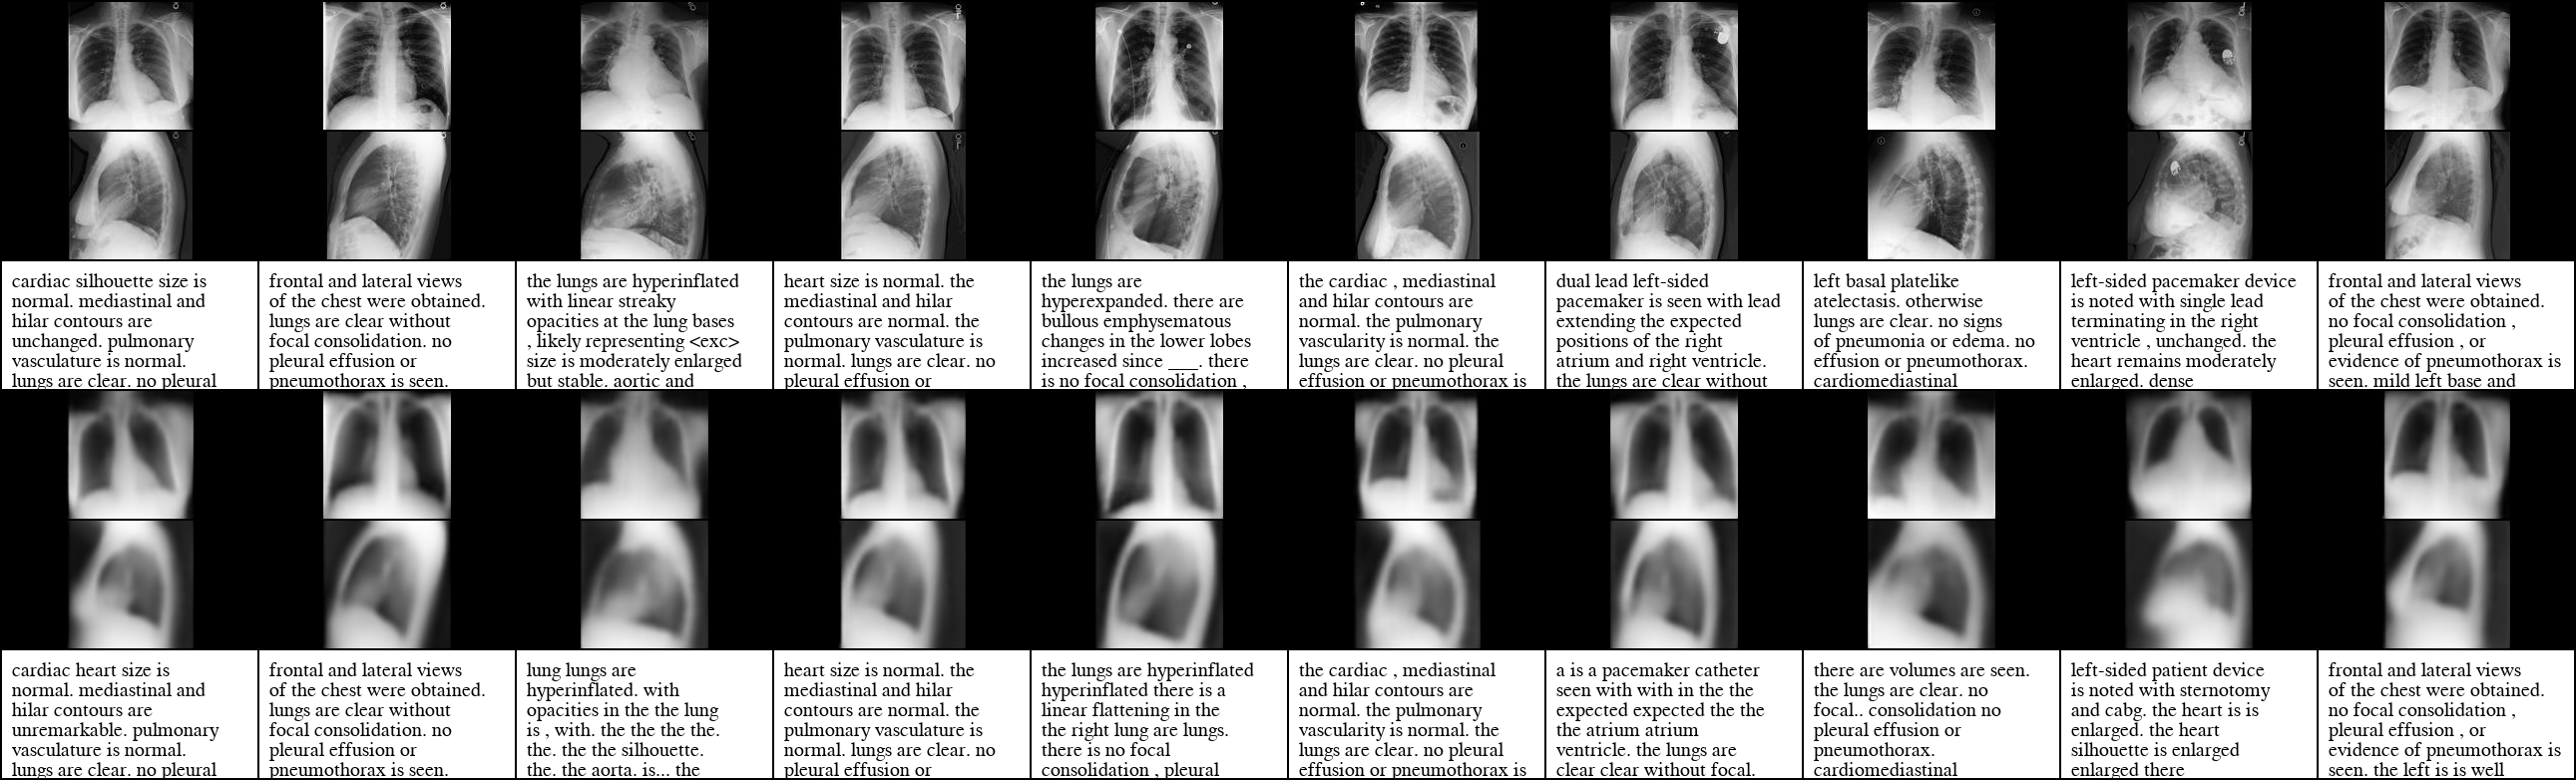 cardiac silhouette size is
normal. mediastinal and
hilar contours are
unchanged. pulmonary
vasculature is normal.
lungs are clear. no pleural
frontal and lateral views
of the chest were obtained.
lungs are clear without
focal consolidation. no
pleural effusion or
pneumothorax is seen.
the lungs are hyperinflated
with linear streaky
opacities at the lung bases
, likely representing <exc>
size is moderately enlarged
but stable. aortic and
heart size is normal. the
mediastinal and hilar
contours are normal. the
pulmonary vasculature is
normal. lungs are clear. no
pleural effusion or
the lungs are
hyperexpanded. there are
bullous emphysematous
changes in the lower lobes
increased since ___. there
is no focal consolidation ,
the cardiac , mediastinal
and hilar contours are
normal. the pulmonary
vascularity is normal. the
lungs are clear. no pleural
effusion or pneumothorax is
dual lead left-sided
pacemaker is seen with lead
extending the expected
positions of the right
atrium and right ventricle.
the lungs are clear without
left basal platelike
atelectasis. otherwise
lungs are clear. no signs
of pneumonia or edema. no
effusion or pneumothorax.
cardiomediastinal
left-sided pacemaker device
is noted with single lead
terminating in the right
ventricle , unchanged. the
heart remains moderately
enlarged. dense
frontal and lateral views
of the chest were obtained.
no focal consolidation ,
pleural effusion , or
evidence of pneumothorax is
seen. mild left base and
cardiac heart size is
normal. mediastinal and
hilar contours are
unremarkable. pulmonary
vasculature is normal.
lungs are clear. no pleural
frontal and lateral views
of the chest were obtained.
lungs are clear without
focal consolidation. no
pleural effusion or
pneumothorax is seen.
lung lungs are
hyperinflated. with
opacities in the the lung
is , with. the the the the.
the. the the silhouette.
the. the aorta. is... the
heart size is normal. the
mediastinal and hilar
contours are normal. the
pulmonary vasculature is
normal. lungs are clear. no
pleural effusion or
the lungs are hyperinflated
hyperinflated there is a
linear flattening in the
the right lung are lungs.
there is no focal
consolidation , pleural
the cardiac , mediastinal
and hilar contours are
normal. the pulmonary
vascularity is normal. the
lungs are clear. no pleural
effusion or pneumothorax is
a is a pacemaker catheter
seen with with in the the
expected expected the the
the atrium atrium
ventricle. the lungs are
clear clear without focal.
there are volumes are seen.
the lungs are clear. no
focal.. consolidation no
pleural effusion or
pneumothorax.
cardiomediastinal
left-sided patient device
is noted with sternotomy
and cabg. the heart is is
enlarged. the heart
silhouette is enlarged
enlarged there
frontal and lateral views
of the chest were obtained.
no focal consolidation ,
pleural effusion , or
evidence of pneumothorax is
seen. the left is is well